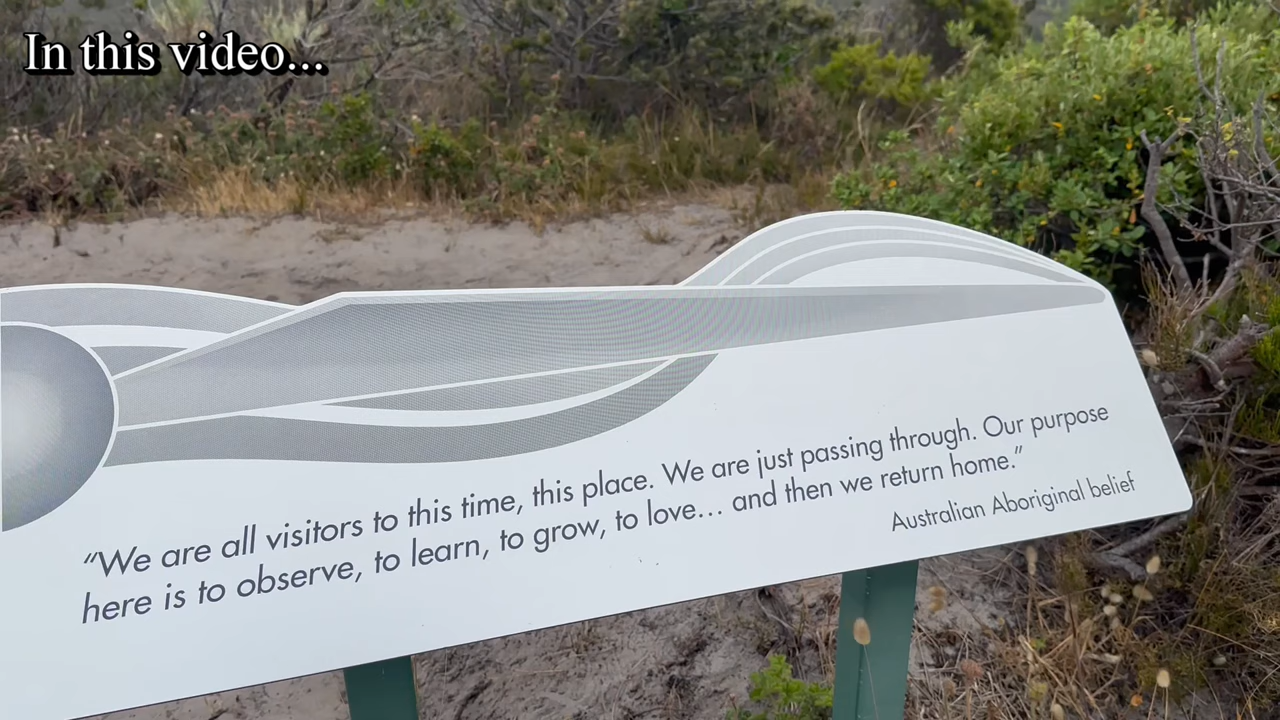 In this video...
“We are all visitors to this time, this place. We are just passing through. Our purpose
here is to observe, to learn, to grow, to love... and then we return home.”
Australian Aboriginal belief